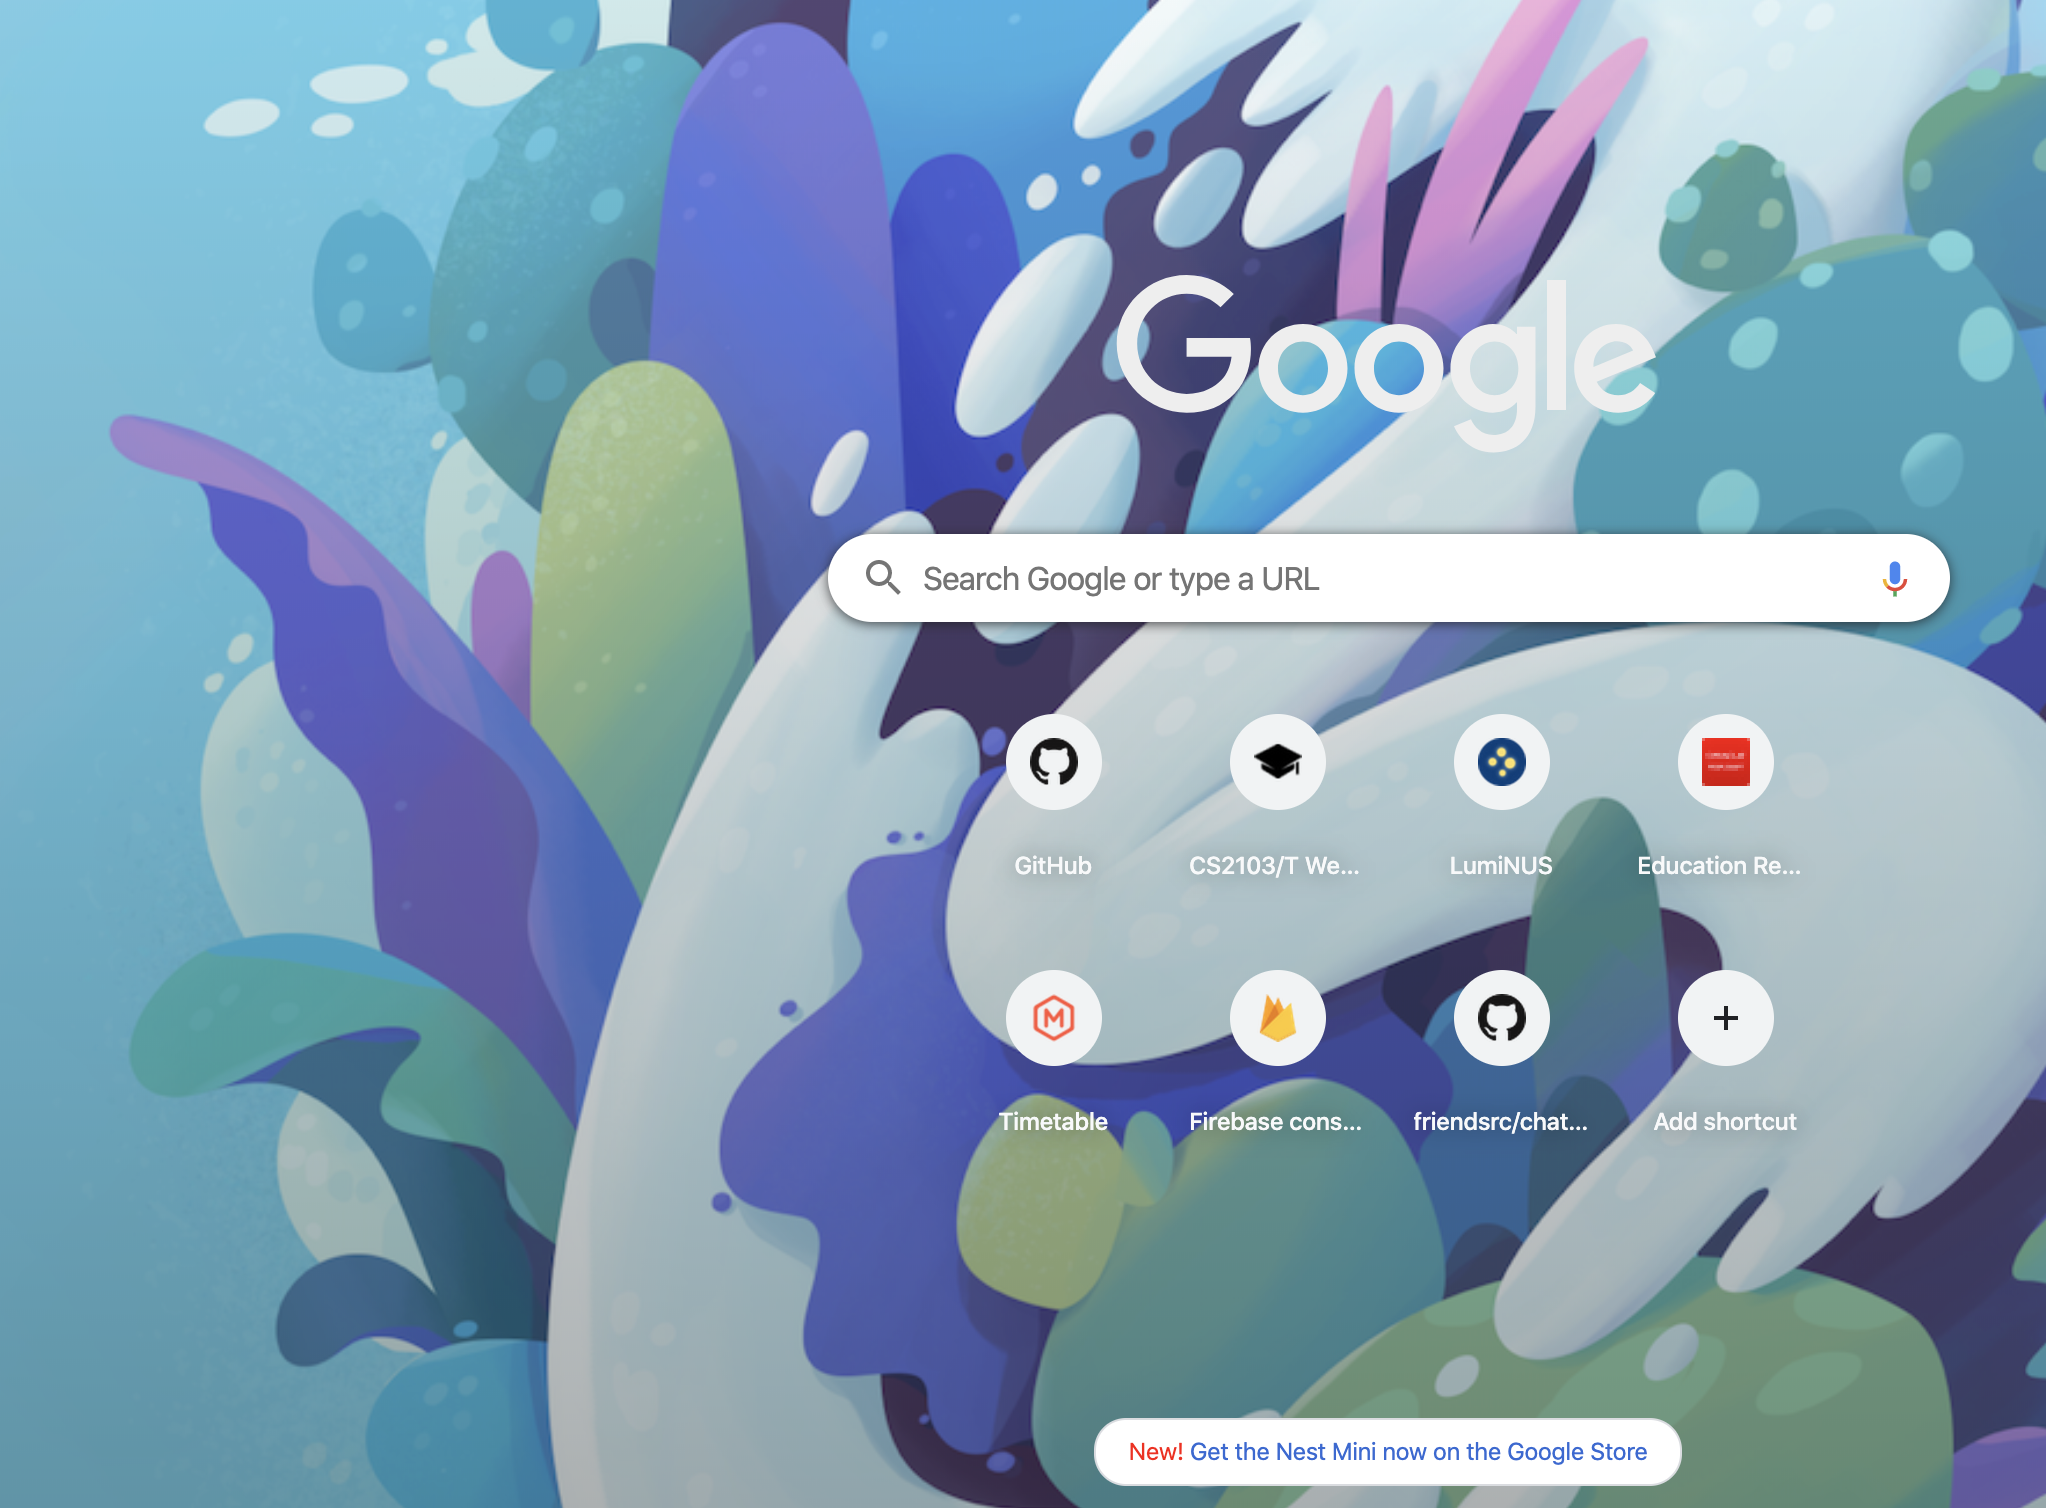 Google
Search Google or type a URL
GitHub
CS2103/T We...
LumiNUS
Education Re...
Timetable
Firebase cons...
friendsrc/chat...
Add shortcut
New! Get the Nest Mini now on the Google Store